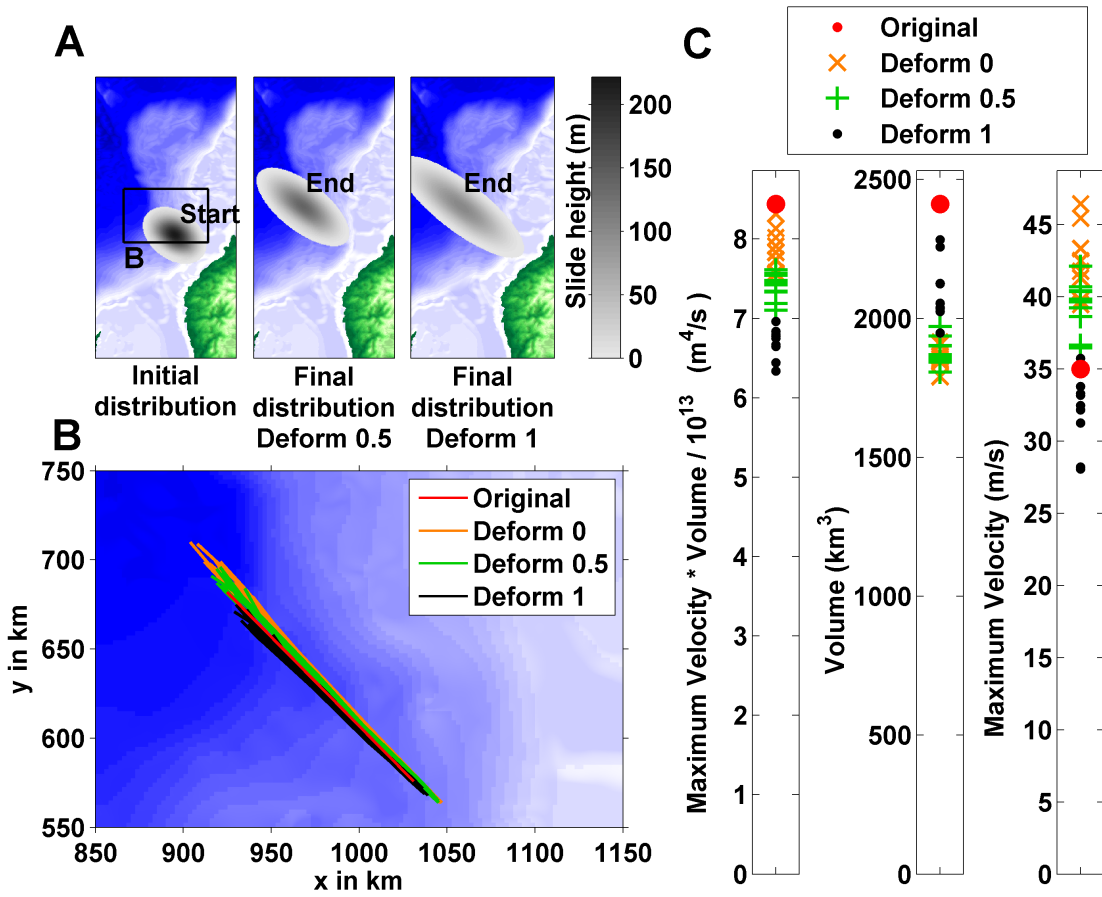 A
Start
B
End
End
200
150
100
50
0
Slide height (m)
Initial
distribution
Final
distribution
Deform 0.5
Final
distribution
Deform 1
B
750
700
650
600
550
y in km
850
900
950
1000
1050
1100
1150
x in km
Original
Deform 0
Deform 0.5
Deform 1
C
Original
Deform 0
Deform 0.5
Deform 1
8
7
6
5
4
3
2
1
0
Maximum Velocity * Volume / 10^13 (m^4/s)
2500
2000
1500
1000
500
0
Volume (km^3)
45
40
35
30
25
20
15
10
5
0
Maximum Velocity (m/s)